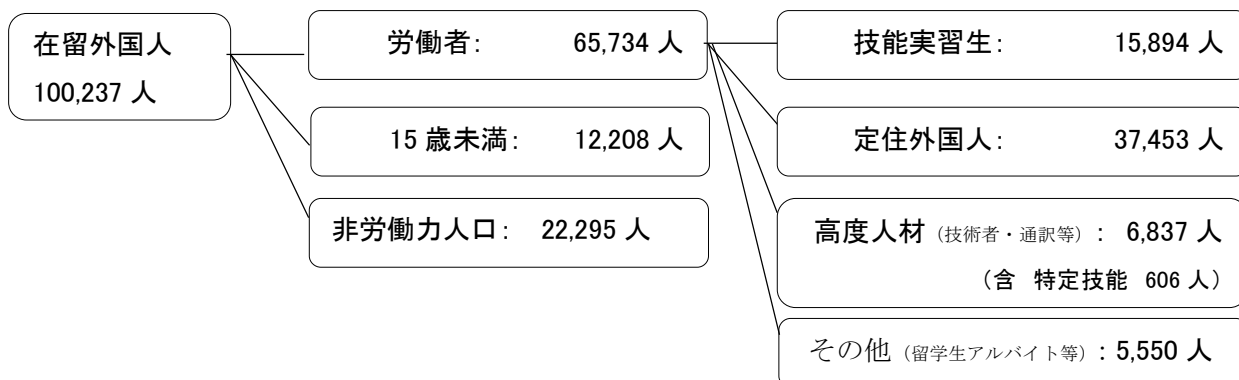 在留外国人
100,237 人
労働者: 65,734 人
15 歳未満: 12,208 人
非労働力人口: 22,295 人
技能実習生: 15,894 人
定住外国人: 37,453 人
高度人材 (技術者・通訳等) : 6,837 人
(含 特定技能 606 人)
その他 (留学生アルバイト等) : 5,550 人